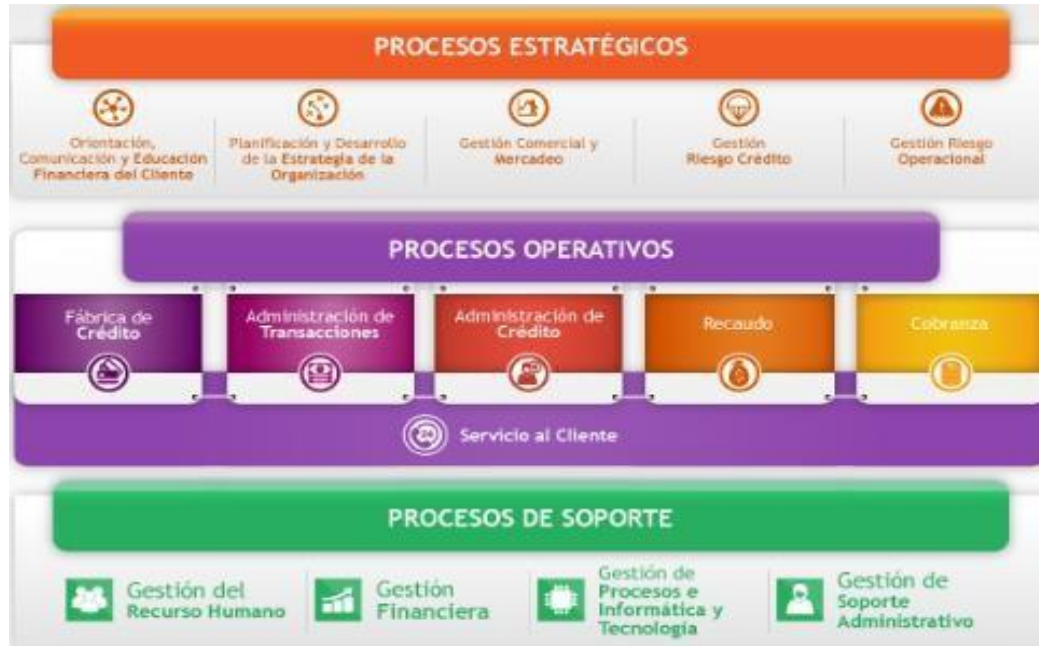 PROCESOS ESTRATÉGICOS
Orientación,
Comunicación y Educación
Financiera del Cliente
Planificación y Desarrollo
de la Estrategia de la
Organización
Gestión Comercial y
Mercadeo
Gestión
Riesgo Crédito
Gestión Riesgo
Operacional
PROCESOS OPERATIVOS
Fábrica de
Crédito
Administración de
Transacciones
Administración de
Crédito
Recaudo
Cobranza
Servicio al Cliente
PROCESOS DE SOPORTE
Gestión del
Recurso Humano
Gestión
Financiera
Gestión de
Procesos e
Informática y
Tecnología
Gestión de
Soporte
Administrativo